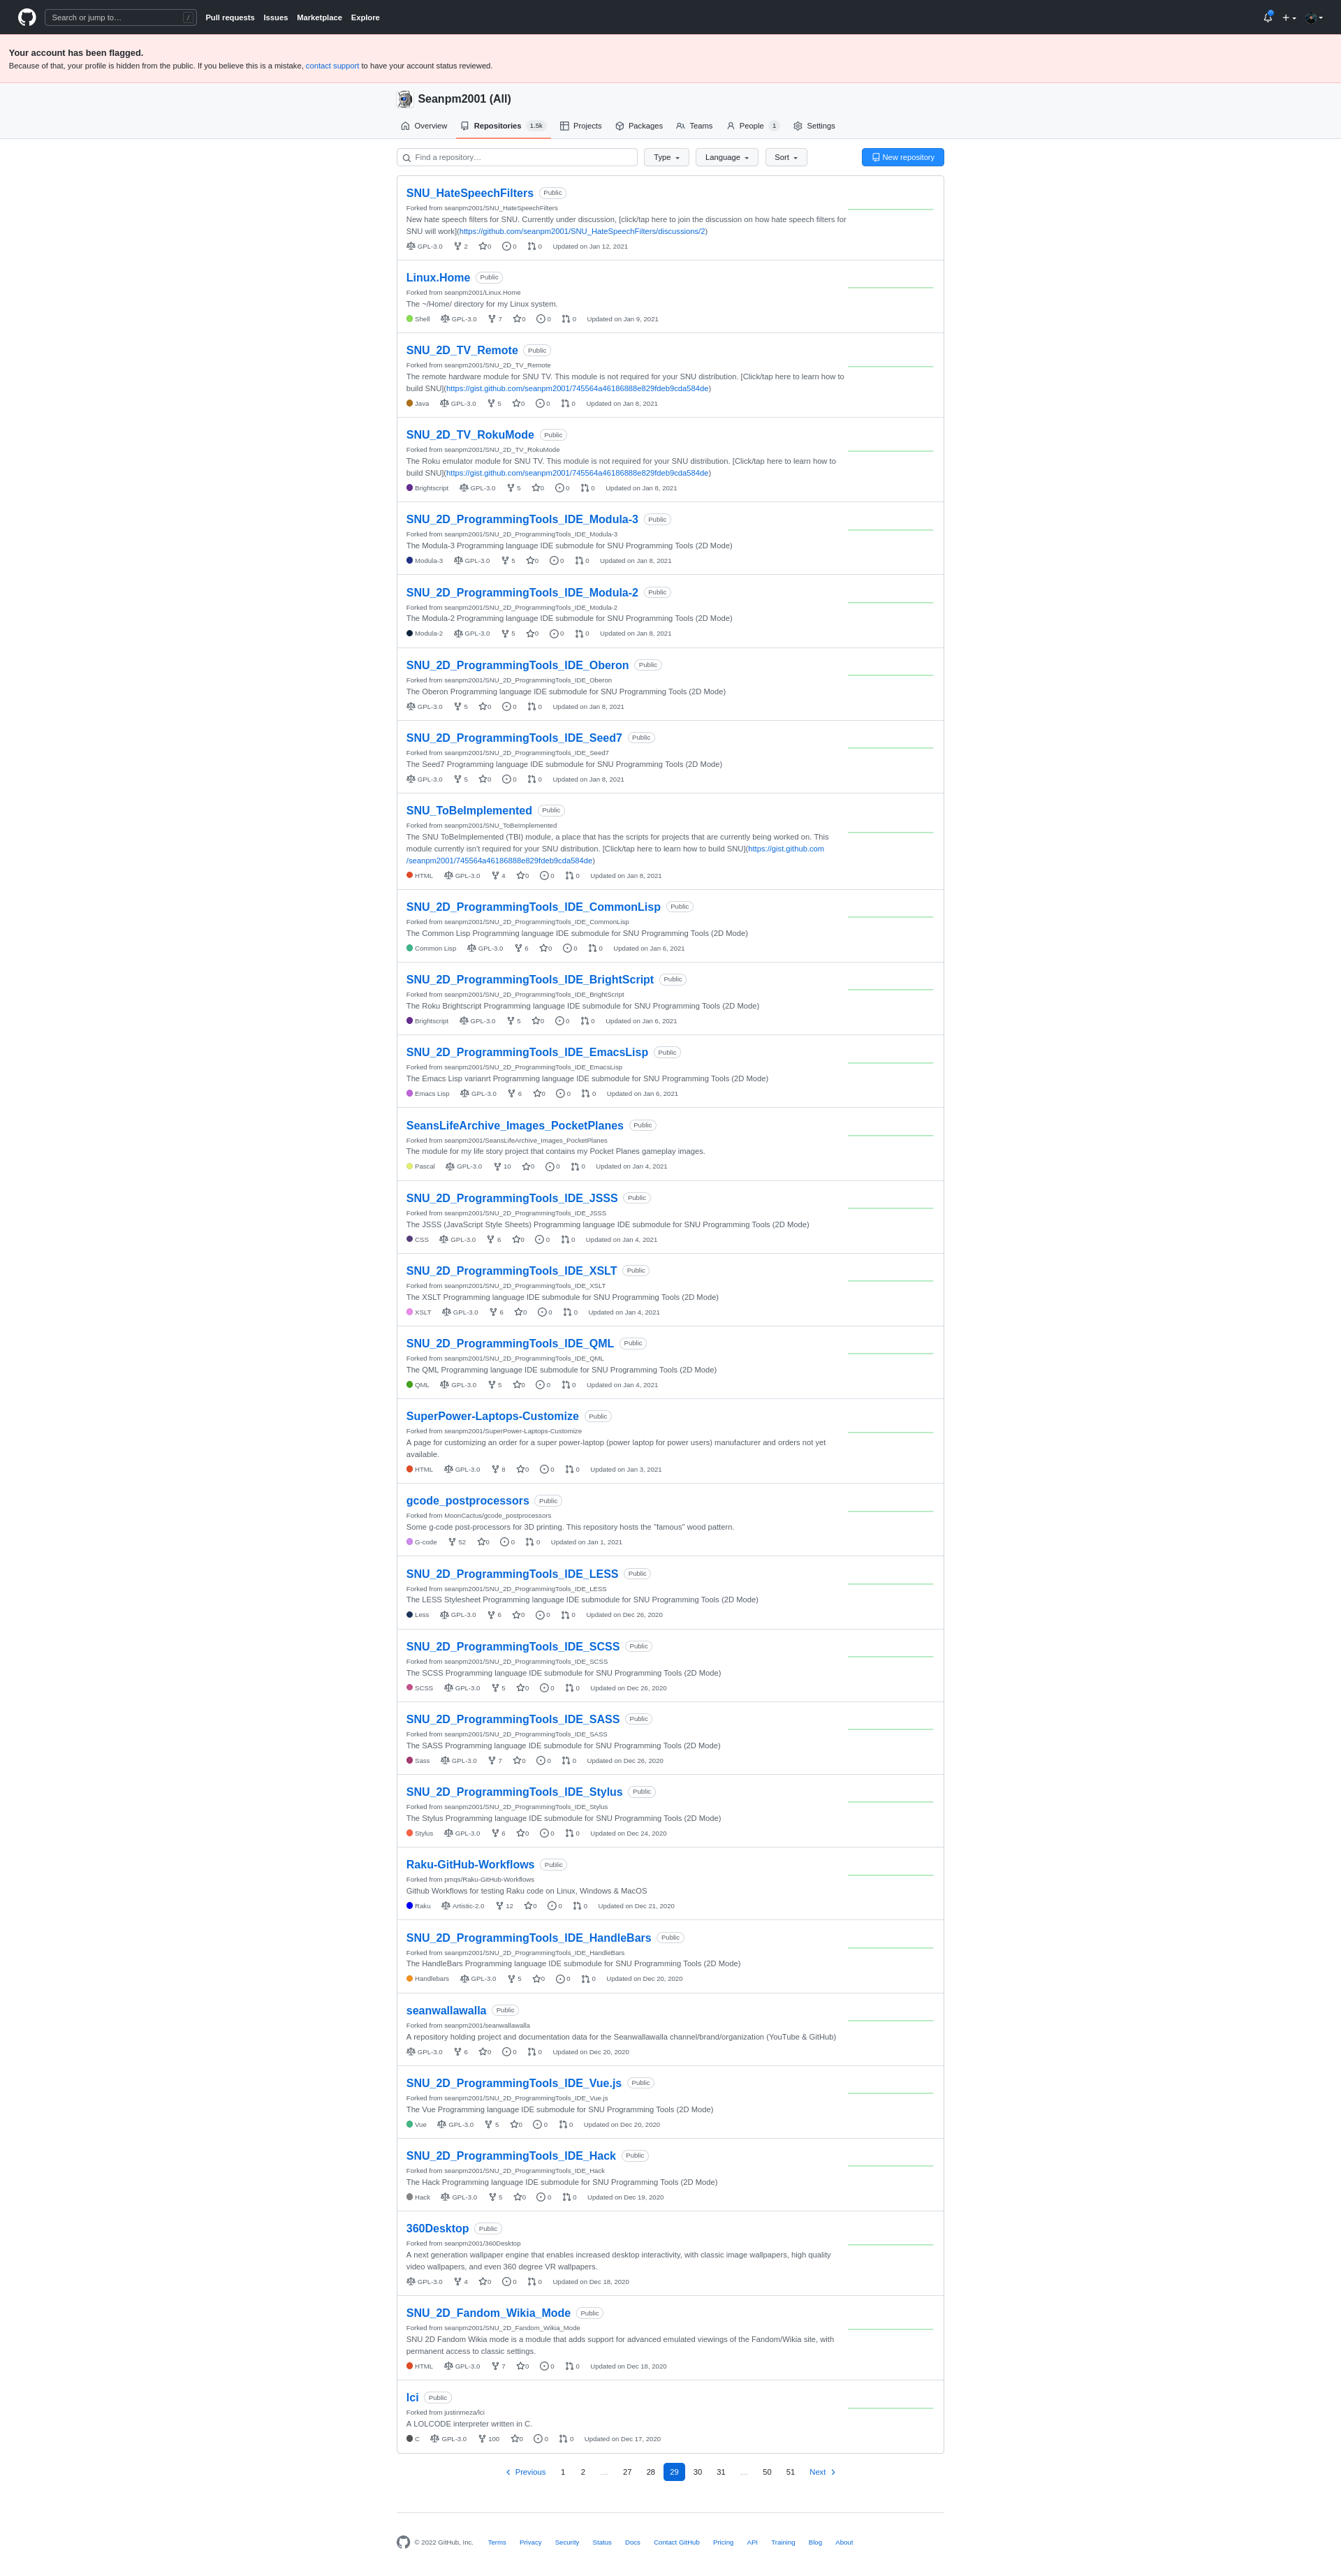 Search or jump to… / Pull requests Issues Marketplace Explore
Your account has been flagged.
Because of that, your profile is hidden from the public. If you believe this is a mistake, contact support to have your account status reviewed.
Seanpm2001 (All)
Overview Repositories 1.5k Projects Packages Teams People 1 Settings
Find a repository… Type Language Sort New repository
SNU_HateSpeechFilters Public
Forked from seanpm2001/SNU_HateSpeechFilters
New hate speech filters for SNU. Currently under discussion, [click/tap here to join the discussion on how hate speech filters for
SNU will work](https://github.com/seanpm2001/SNU_HateSpeechFilters/discussions/2)
GPL-3.0 2 0 0 0 Updated on Jan 12, 2021
Linux.Home Public
Forked from seanpm2001/Linux.Home
The ~/Home/ directory for my Linux system.
Shell GPL-3.0 7 0 0 0 Updated on Jan 9, 2021
SNU_2D_TV_Remote Public
Forked from seanpm2001/SNU_2D_TV_Remote
The remote hardware module for SNU TV. This module is not required for your SNU distribution. [Click/tap here to learn how to
build SNU](https://gist.github.com/seanpm2001/745564a46186888e829fdeb9cda584de)
Java GPL-3.0 5 0 0 0 Updated on Jan 8, 2021
SNU_2D_TV_RokuMode Public
Forked from seanpm2001/SNU_2D_TV_RokuMode
The Roku emulator module for SNU TV. This module is not required for your SNU distribution. [Click/tap here to learn how to
build SNU](https://gist.github.com/seanpm2001/745564a46186888e829fdeb9cda584de)
Brightscript GPL-3.0 5 0 0 0 Updated on Jan 8, 2021
SNU_2D_ProgrammingTools_IDE_Modula-3 Public
Forked from seanpm2001/SNU_2D_ProgrammingTools_IDE_Modula-3
The Modula-3 Programming language IDE submodule for SNU Programming Tools (2D Mode)
Modula-3 GPL-3.0 5 0 0 0 Updated on Jan 8, 2021
SNU_2D_ProgrammingTools_IDE_Modula-2 Public
Forked from seanpm2001/SNU_2D_ProgrammingTools_IDE_Modula-2
The Modula-2 Programming language IDE submodule for SNU Programming Tools (2D Mode)
Modula-2 GPL-3.0 5 0 0 0 Updated on Jan 8, 2021
SNU_2D_ProgrammingTools_IDE_Oberon Public
Forked from seanpm2001/SNU_2D_ProgrammingTools_IDE_Oberon
The Oberon Programming language IDE submodule for SNU Programming Tools (2D Mode)
GPL-3.0 5 0 0 0 Updated on Jan 8, 2021
SNU_2D_ProgrammingTools_IDE_Seed7 Public
Forked from seanpm2001/SNU_2D_ProgrammingTools_IDE_Seed7
The Seed7 Programming language IDE submodule for SNU Programming Tools (2D Mode)
GPL-3.0 5 0 0 0 Updated on Jan 8, 2021
SNU_ToBeImplemented Public
Forked from seanpm2001/SNU_ToBeImplemented
The SNU ToBeImplemented (TBI) module, a place that has the scripts for projects that are currently being worked on. This
module currently isn't required for your SNU distribution. [Click/tap here to learn how to build SNU](https://gist.github.com
/seanpm2001/745564a46186888e829fdeb9cda584de)
HTML GPL-3.0 4 0 0 0 Updated on Jan 8, 2021
SNU_2D_ProgrammingTools_IDE_CommonLisp Public
Forked from seanpm2001/SNU_2D_ProgrammingTools_IDE_CommonLisp
The Common Lisp Programming language IDE submodule for SNU Programming Tools (2D Mode)
Common Lisp GPL-3.0 6 0 0 0 Updated on Jan 6, 2021
SNU_2D_ProgrammingTools_IDE_BrightScript Public
Forked from seanpm2001/SNU_2D_ProgrammingTools_IDE_BrightScript
The Roku Brightscript Programming language IDE submodule for SNU Programming Tools (2D Mode)
Brightscript GPL-3.0 5 0 0 0 Updated on Jan 6, 2021
SNU_2D_ProgrammingTools_IDE_EmacsLisp Public
Forked from seanpm2001/SNU_2D_ProgrammingTools_IDE_EmacsLisp
The Emacs Lisp varianrt Programming language IDE submodule for SNU Programming Tools (2D Mode)
Emacs Lisp GPL-3.0 6 0 0 0 Updated on Jan 6, 2021
SeansLifeArchive_Images_PocketPlanes Public
Forked from seanpm2001/SeansLifeArchive_Images_PocketPlanes
The module for my life story project that contains my Pocket Planes gameplay images.
Pascal GPL-3.0 10 0 0 0 Updated on Jan 4, 2021
SNU_2D_ProgrammingTools_IDE_JSSS Public
Forked from seanpm2001/SNU_2D_ProgrammingTools_IDE_JSSS
The JSSS (JavaScript Style Sheets) Programming language IDE submodule for SNU Programming Tools (2D Mode)
CSS GPL-3.0 6 0 0 0 Updated on Jan 4, 2021
SNU_2D_ProgrammingTools_IDE_XSLT Public
Forked from seanpm2001/SNU_2D_ProgrammingTools_IDE_XSLT
The XSLT Programming language IDE submodule for SNU Programming Tools (2D Mode)
XSLT GPL-3.0 6 0 0 0 Updated on Jan 4, 2021
SNU_2D_ProgrammingTools_IDE_QML Public
Forked from seanpm2001/SNU_2D_ProgrammingTools_IDE_QML
The QML Programming language IDE submodule for SNU Programming Tools (2D Mode)
QML GPL-3.0 5 0 0 0 Updated on Jan 4, 2021
SuperPower-Laptops-Customize Public
Forked from seanpm2001/SuperPower-Laptops-Customize
A page for customizing an order for a super power-laptop (power laptop for power users) manufacturer and orders not yet
available.
HTML GPL-3.0 8 0 0 0 Updated on Jan 3, 2021
gcode_postprocessors Public
Forked from MoonCactus/gcode_postprocessors
Some g-code post-processors for 3D printing. This repository hosts the "famous" wood pattern.
G-code 52 0 0 0 Updated on Jan 1, 2021
SNU_2D_ProgrammingTools_IDE_LESS Public
Forked from seanpm2001/SNU_2D_ProgrammingTools_IDE_LESS
The LESS Stylesheet Programming language IDE submodule for SNU Programming Tools (2D Mode)
Less GPL-3.0 6 0 0 0 Updated on Dec 26, 2020
SNU_2D_ProgrammingTools_IDE_SCSS Public
Forked from seanpm2001/SNU_2D_ProgrammingTools_IDE_SCSS
The SCSS Programming language IDE submodule for SNU Programming Tools (2D Mode)
SCSS GPL-3.0 5 0 0 0 Updated on Dec 26, 2020
SNU_2D_ProgrammingTools_IDE_SASS Public
Forked from seanpm2001/SNU_2D_ProgrammingTools_IDE_SASS
The SASS Programming language IDE submodule for SNU Programming Tools (2D Mode)
Sass GPL-3.0 7 0 0 0 Updated on Dec 26, 2020
SNU_2D_ProgrammingTools_IDE_Stylus Public
Forked from seanpm2001/SNU_2D_ProgrammingTools_IDE_Stylus
The Stylus Programming language IDE submodule for SNU Programming Tools (2D Mode)
Stylus GPL-3.0 6 0 0 0 Updated on Dec 24, 2020
Raku-GitHub-Workflows Public
Forked from pmqs/Raku-GitHub-Workflows
Github Workflows for testing Raku code on Linux, Windows & MacOS
Raku Artistic-2.0 12 0 0 0 Updated on Dec 21, 2020
SNU_2D_ProgrammingTools_IDE_HandleBars Public
Forked from seanpm2001/SNU_2D_ProgrammingTools_IDE_HandleBars
The HandleBars Programming language IDE submodule for SNU Programming Tools (2D Mode)
Handlebars GPL-3.0 5 0 0 0 Updated on Dec 20, 2020
seanwallawalla Public
Forked from seanpm2001/seanwallawalla
A repository holding project and documentation data for the Seanwallawalla channel/brand/organization (YouTube & GitHub)
GPL-3.0 6 0 0 0 Updated on Dec 20, 2020
SNU_2D_ProgrammingTools_IDE_Vue.js Public
Forked from seanpm2001/SNU_2D_ProgrammingTools_IDE_Vue.js
The Vue Programming language IDE submodule for SNU Programming Tools (2D Mode)
Vue GPL-3.0 5 0 0 0 Updated on Dec 20, 2020
SNU_2D_ProgrammingTools_IDE_Hack Public
Forked from seanpm2001/SNU_2D_ProgrammingTools_IDE_Hack
The Hack Programming language IDE submodule for SNU Programming Tools (2D Mode)
Hack GPL-3.0 5 0 0 0 Updated on Dec 19, 2020
360Desktop Public
Forked from seanpm2001/360Desktop
A next generation wallpaper engine that enables increased desktop interactivity, with classic image wallpapers, high quality
video wallpapers, and even 360 degree VR wallpapers.
GPL-3.0 4 0 0 0 Updated on Dec 18, 2020
SNU_2D_Fandom_Wikia_Mode Public
Forked from seanpm2001/SNU_2D_Fandom_Wikia_Mode
SNU 2D Fandom Wikia mode is a module that adds support for advanced emulated viewings of the Fandom/Wikia site, with
permanent access to classic settings.
HTML GPL-3.0 7 0 0 0 Updated on Dec 18, 2020
lci Public
Forked from justinmeza/lci
A LOLCODE interpreter written in C.
C GPL-3.0 100 0 0 0 Updated on Dec 17, 2020
Previous 1 2 … 27 28 29 30 31 … 50 51 Next
© 2022 GitHub, Inc. Terms Privacy Security Status Docs Contact GitHub Pricing API Training Blog About